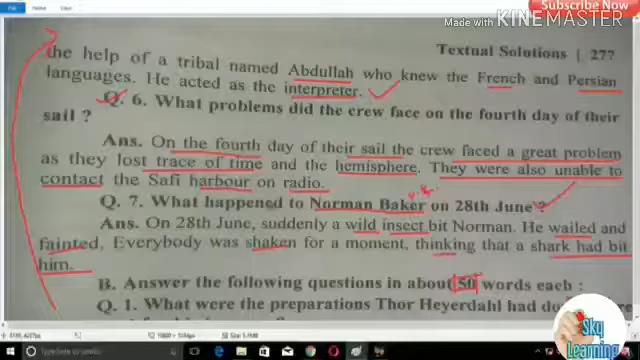 Subscribe Now
Made with KINEMASTER
Textual Solutions | 277
the help of a tribal named Abdullah who knew the French and Persian
languages. He acted as the interpreter.
Q. 6. What problems did the crew face on the fourth day of their
sail ?
Ans. On the fourth day of their sail the crew faced a great problem
as they lost trace of time and the hemisphere. They were also unable to
contact the Safi harbour on radio.
Q. 7. What happened to Norman Baker on 28th June ?
Ans. On 28th June, suddenly a wild insect bit Norman. He wailed and
fainted, Everybody was shaken for a moment, thinking that a shark had bit
him.
B. Answer the following questions in about 50 words each :
Q. 1. What were the preparations Thor Heyerdahl had do
Sky
Learning